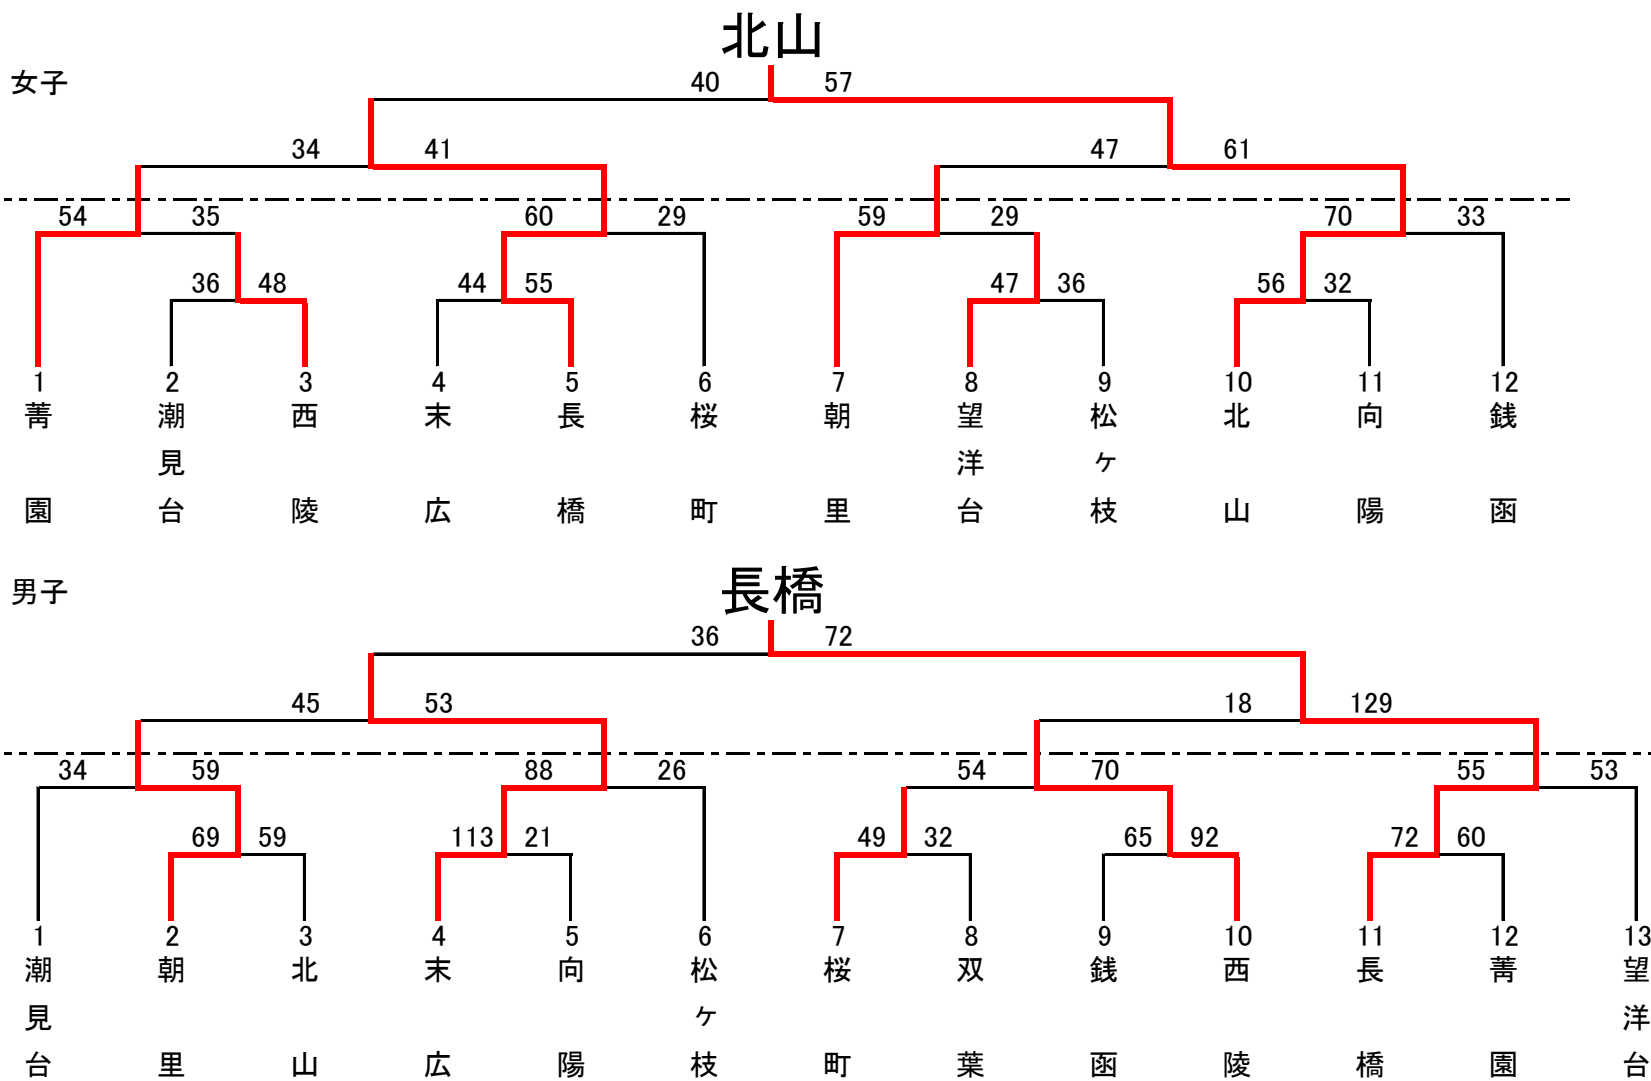 北山
女子
40 57
34 41 47 61
54 35 60 29 59 29 70 33
36 48 44 55 47 36 56 32
1 2 3 4 5 6 7 8 9 10 11 12
菁園
潮見台
西陵
末広
長橋
桜町
朝里
望洋台
松ヶ枝
北山
向陽
銭函
男子
長橋
36 72
45 53 18 129
34 59 88 26 54 70 55 53
69 59 113 21 49 32 65 92 72 60
1 2 3 4 5 6 7 8 9 10 11 12 13
潮見台
朝里
北山
末広
向陽
松ヶ枝
桜町
双葉
銭函
西陵
長橋
菁園
望洋台